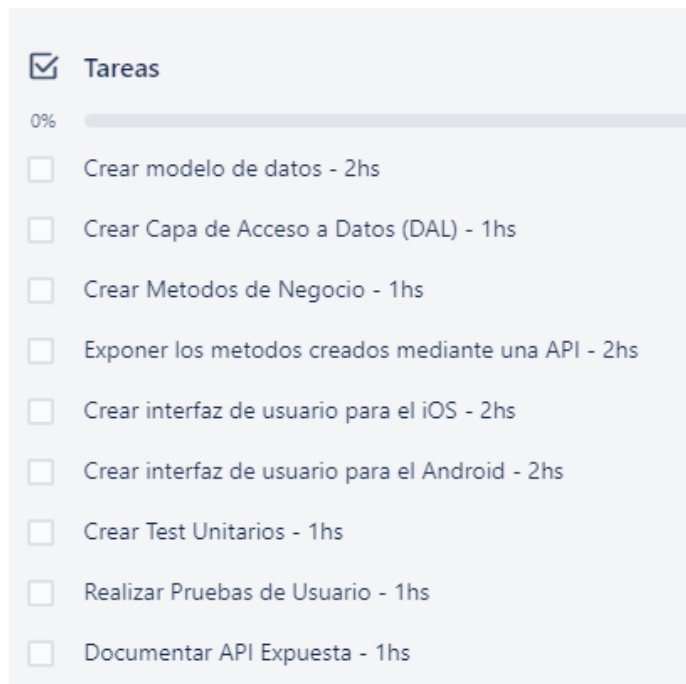 Tareas
0%
Crear modelo de datos - 2hs
Crear Capa de Acceso a Datos (DAL) - 1hs
Crear Metodos de Negocio - 1hs
Exponer los metodos creados mediante una API - 2hs
Crear interfaz de usuario para el iOS - 2hs
Crear interfaz de usuario para el Android - 2hs
Crear Test Unitarios - 1hs
Realizar Pruebas de Usuario - 1hs
Documentar API Expuesta - 1hs